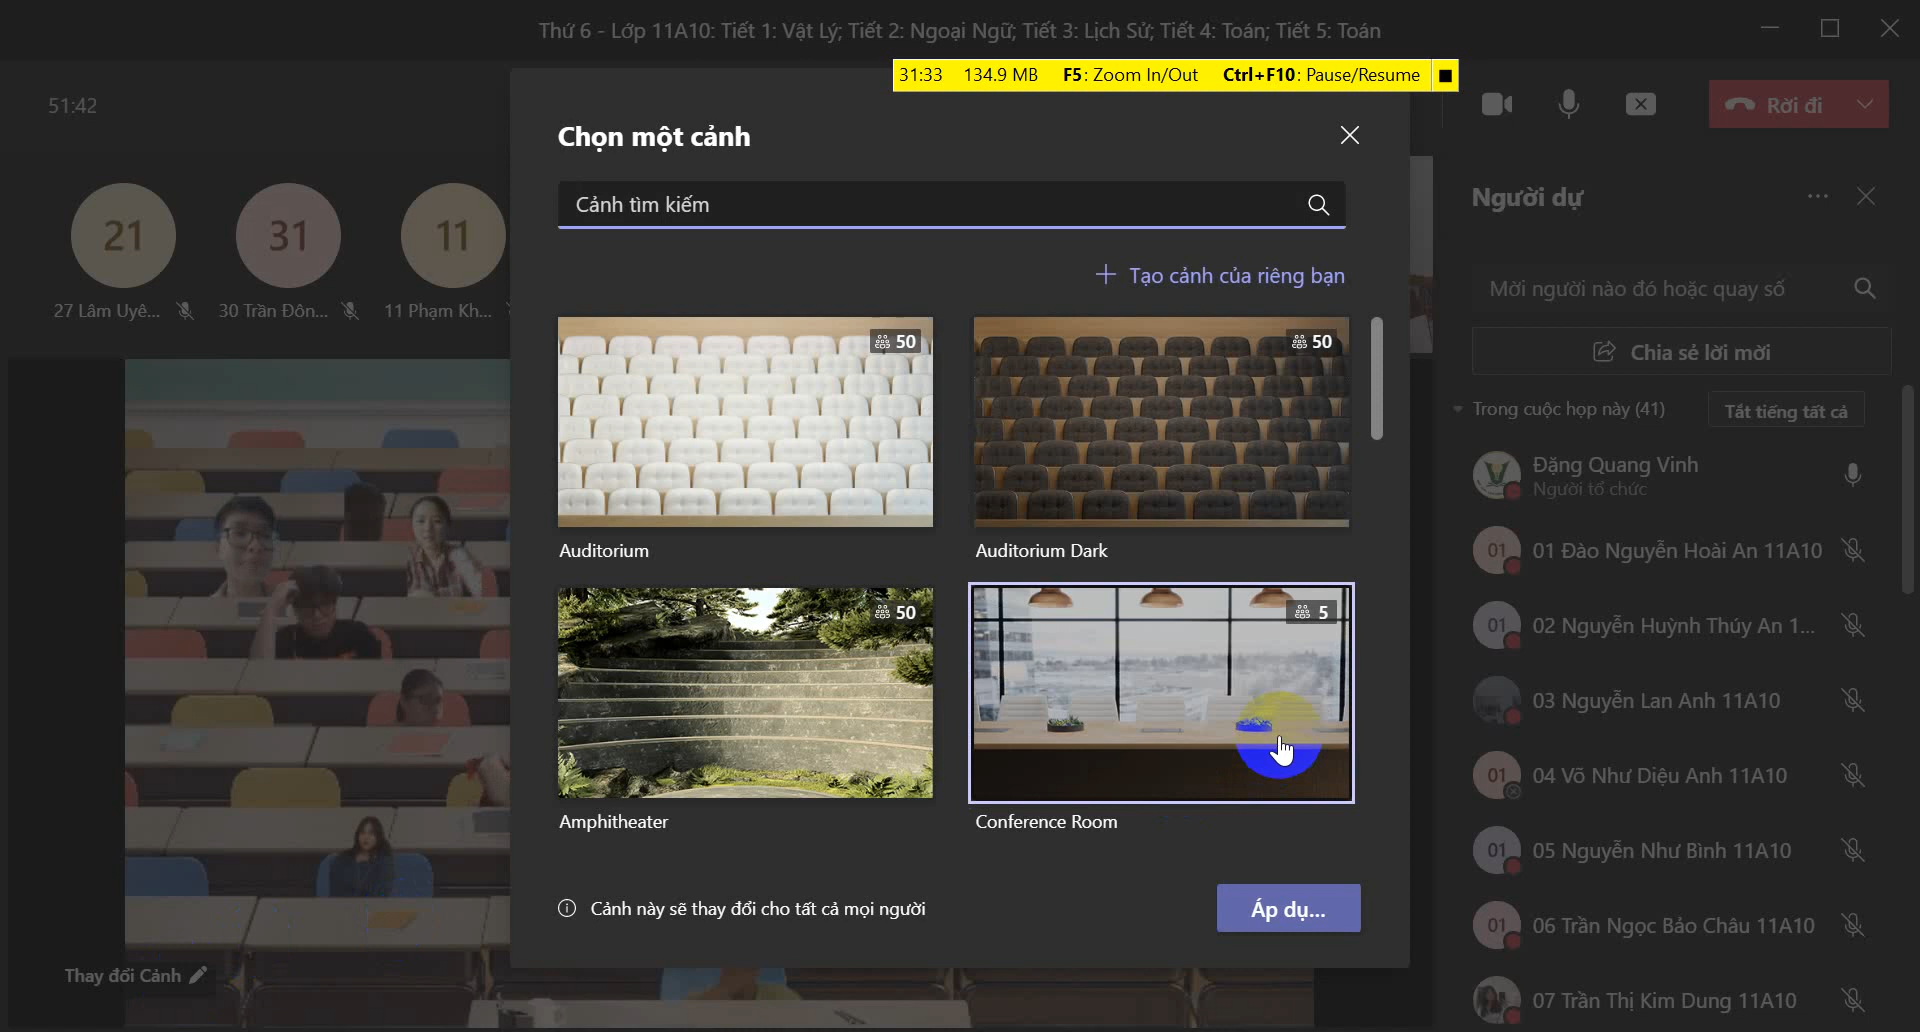 Thứ 6 - Lớp 11A10: Tiết 1: Vật Lý; Tiết 2: Ngoại Ngữ; Tiết 3: Lịch Sử; Tiết 4: Toán; Tiết 5: Toán
31:33 134.9 MB F5: Zoom In/Out Ctrl+F10: Pause/Resume
51:42
Rời đi
21
31
11
27 Lâm Uyê...
30 Trần Đôn...
11 Phạm Kh...
Chọn một cảnh
Cảnh tìm kiếm
Tạo cảnh của riêng bạn
50
Auditorium
50
Auditorium Dark
50
Amphitheater
5
Conference Room
Cảnh này sẽ thay đổi cho tất cả mọi người
Áp dụ...
Thay đổi Cảnh
Người dự
Mời người nào đó hoặc quay số
Chia sẻ lời mời
Trong cuộc họp này (41)
Tắt tiếng tất cả
Đặng Quang Vinh
Người tổ chức
01
01 Đào Nguyễn Hoài An 11A10
01
02 Nguyễn Huỳnh Thúy An 1...
03 Nguyễn Lan Anh 11A10
01
04 Võ Như Diệu Anh 11A10
01
05 Nguyễn Như Bình 11A10
01
06 Trần Ngọc Bảo Châu 11A10
07 Trần Thị Kim Dung 11A10